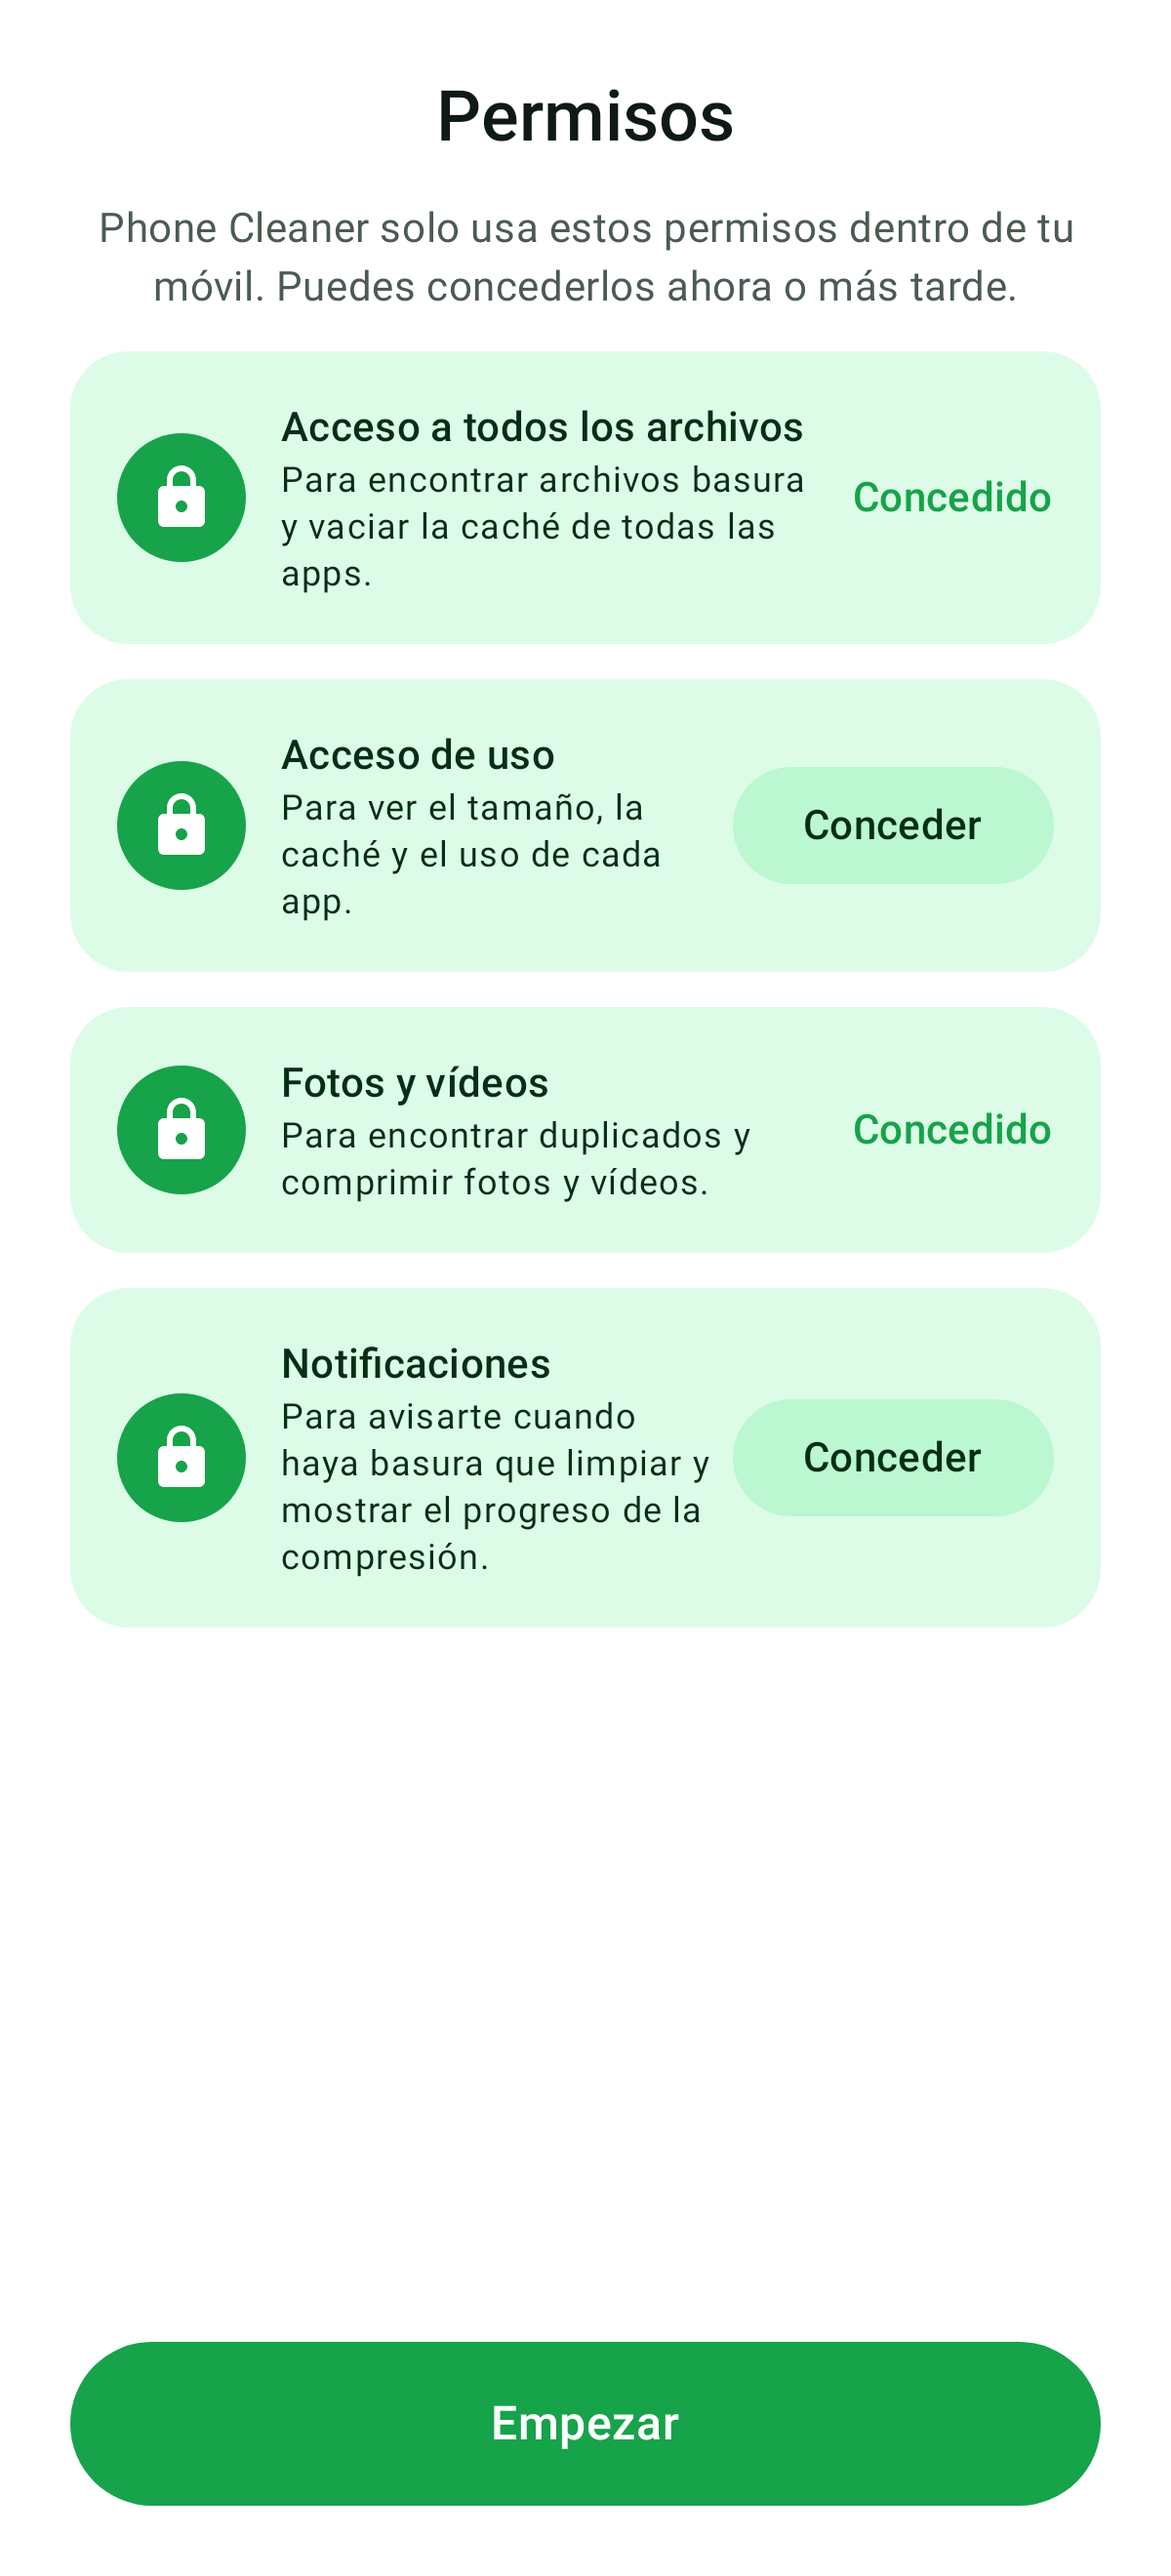 Permisos
Phone Cleaner solo usa estos permisos dentro de tu
móvil. Puedes concederlos ahora o más tarde.
Acceso a todos los archivos
Para encontrar archivos basura
y vaciar la caché de todas las
apps.
Concedido
Acceso de uso
Para ver el tamaño, la
caché y el uso de cada
app.
Conceder
Fotos y vídeos
Para encontrar duplicados y
comprimir fotos y vídeos.
Concedido
Notificaciones
Para avisarte cuando
haya basura que limpiar y
mostrar el progreso de la
compresión.
Conceder
Empezar